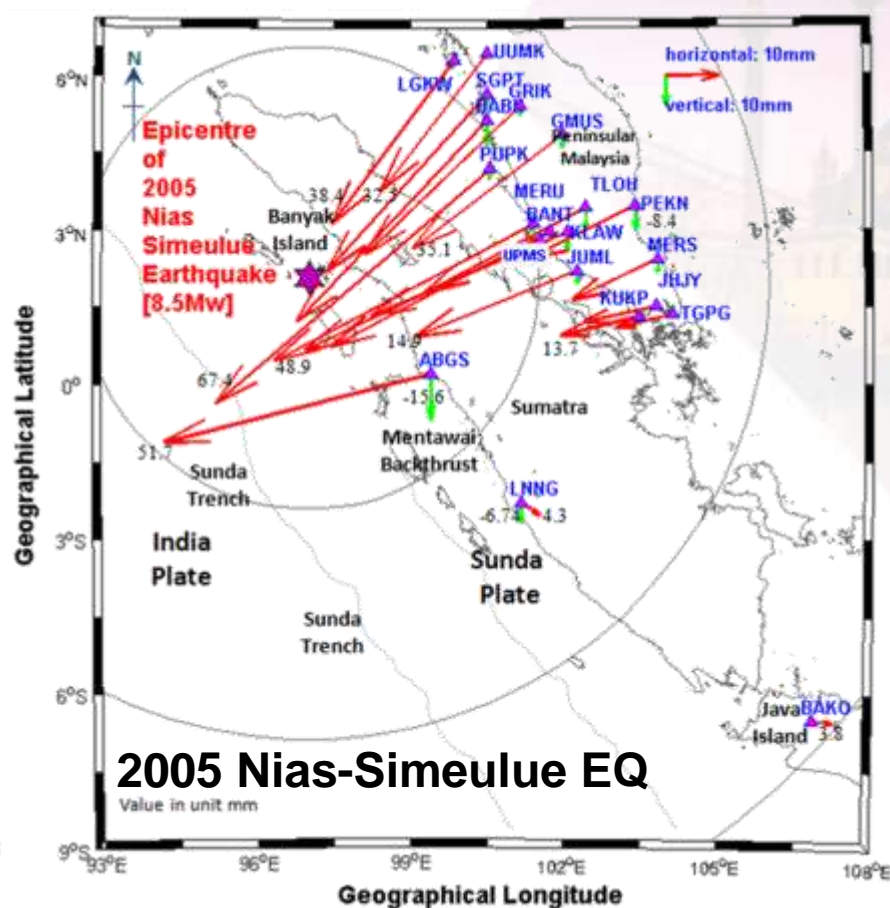 N
6°N
3°N
0°
3°S
6°S
9°S
93°E
96°E
99°E
102°E
105°E
108°E
Geographical Latitude
Geographical Longitude
horizontal: 10mm
vertical: 10mm
Epicentre
of
2005
Nias
Simeulue
Earthquake
[8.5Mw]
UUMK
LGKW
SGPT
GRIK
GMUS
PUPK
Peninsular
Malaysia
MERU
TLOH
BANT
PEKN
KLAW
-8.4
UPMS
JUML
MERS
JHJY
KUKP
TGPG
38.4
Banyak
Island
67.4
48.9
14.9
13.7
ABGS
-15.6
Sumatra
51.7
Mentawai
Backthrust
Sunda
Trench
LNNG
-6.74
4.3
India
Plate
Sunda
Plate
Sunda
Trench
Java
Island
BAKO
3.8
2005 Nias-Simeulue EQ
Value in unit mm